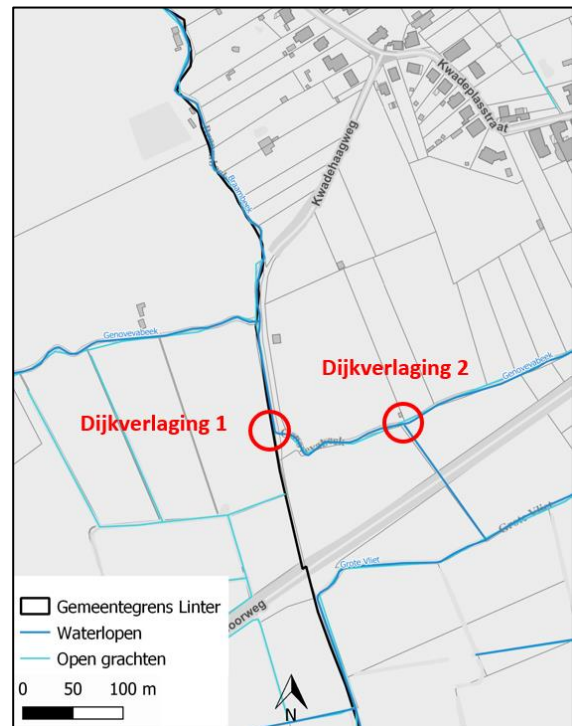 Kwadeplasstraat
Kwadehaagweg
Braambeek
Genovevabeek
Dijkverlaging 2
Genovevabeek
Dijkverlaging 1
Grote Vliet
Grote Vliet
Gemeentegrens Linter
Waterlopen
Open grachten
0 50 100 m
N